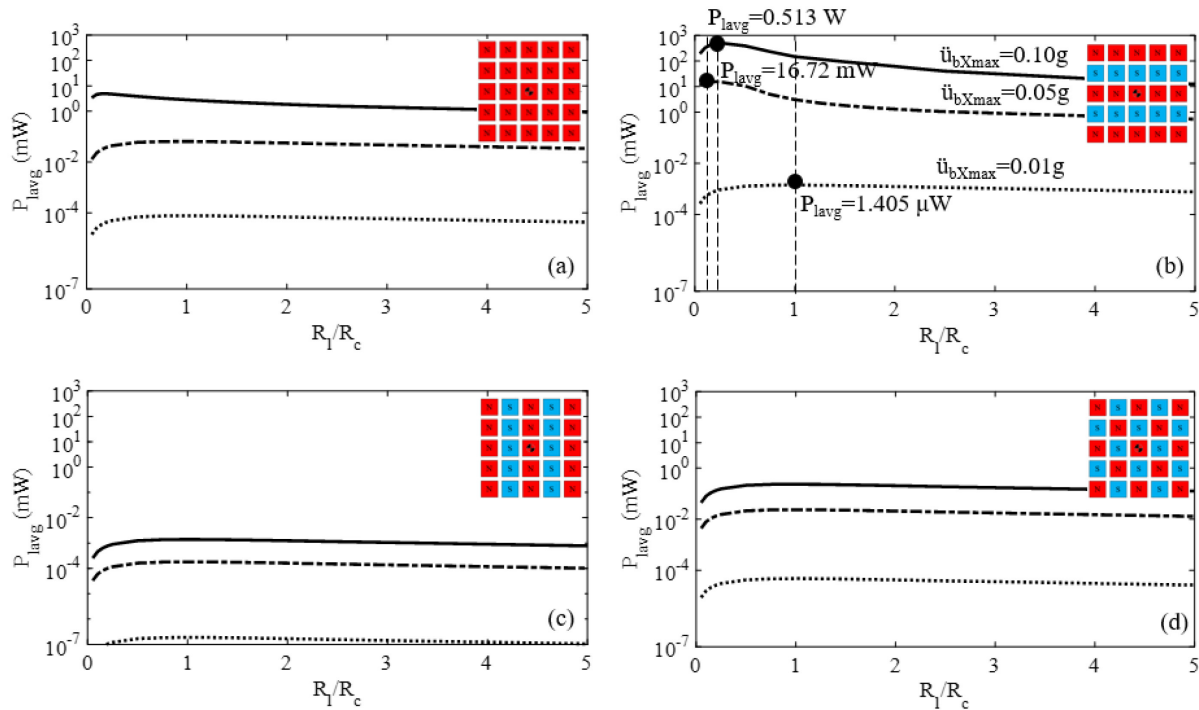 10³
10²
10¹
10⁰
10⁻²
10⁻⁴
10⁻⁷
P_lavg (mW)
N N N N N
N N N N N
N N N N
N N N N N
N N N N N
(a)
0 1 2 3 4 5
R_l/R_c
P_lavg=0.513 W
10³
10²
10¹
10⁰
10⁻²
10⁻⁴
10⁻⁷
P_lavg (mW)
ü_bXmax=0.10g
P_lavg=16.72 mW
ü_bXmax=0.05g
ü_bXmax=0.01g
P_lavg=1.405 μW
N N N N N
S S S S S
N N N N
S S S S S
N N N N N
(b)
0 1 2 3 4 5
R_l/R_c
10³
10²
10¹
10⁰
10⁻²
10⁻⁴
10⁻⁷
P_lavg (mW)
N S N S N
N S N S N
N S S N
N S N S N
N S N S N
(c)
0 1 2 3 4 5
R_l/R_c
10³
10²
10¹
10⁰
10⁻²
10⁻⁴
10⁻⁷
P_lavg (mW)
N S N S N
S N S N S
N S S N
S N S N S
N S N S N
(d)
0 1 2 3 4 5
R_l/R_c